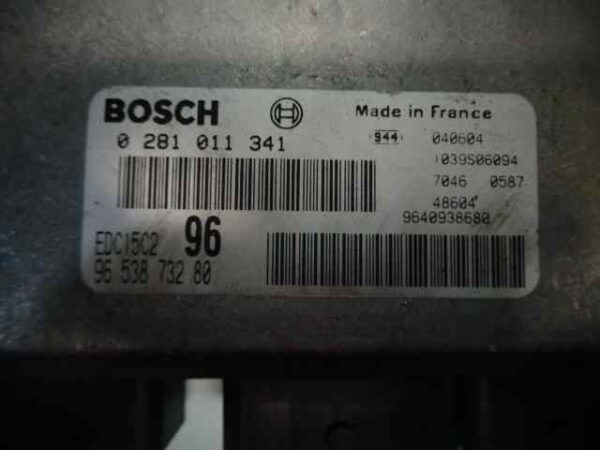 BOSCH
Made in France
0 281 011 341
944 040604
1039S06094
7046 0587
48604
9640938680
EDC15C2 96
96 538 732 80